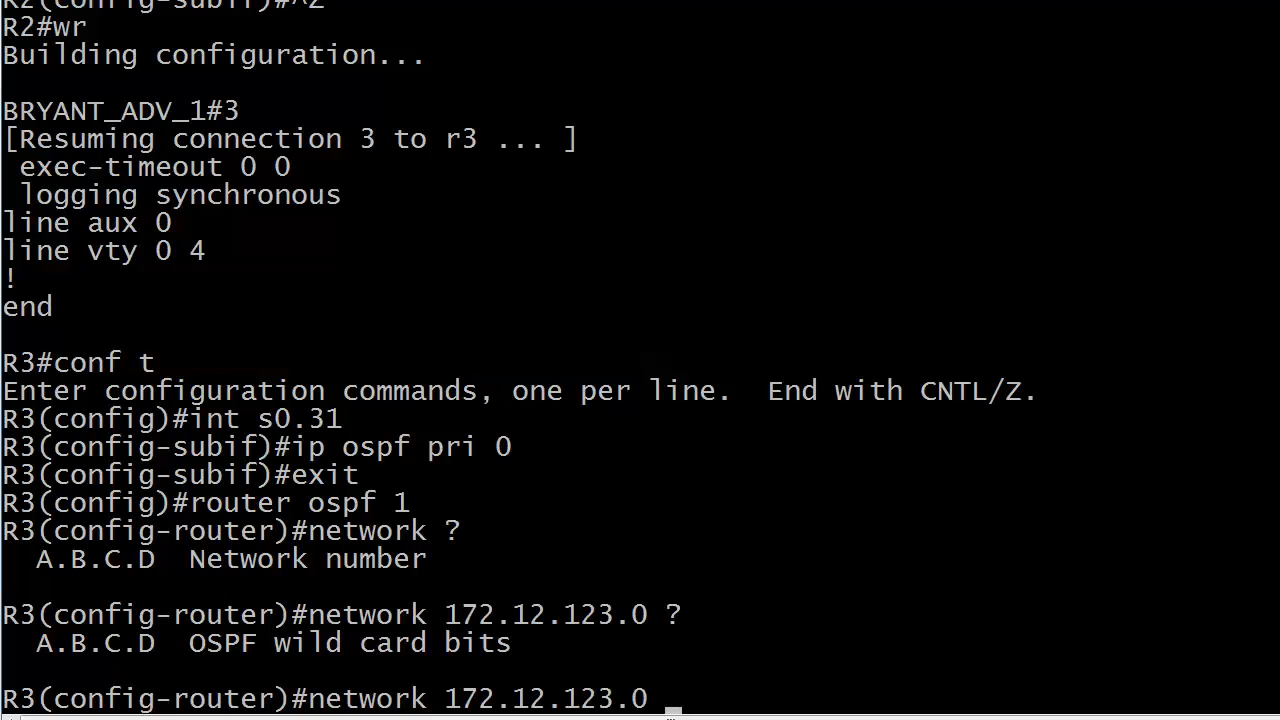 R2(config-subif)#^Z
R2#wr
Building configuration...
BRYANT_ADV_1#3
[Resuming connection 3 to r3 ... ]
exec-timeout 0 0
logging synchronous
line aux 0
line vty 0 4
!
end
R3#conf t
Enter configuration commands, one per line.  End with CNTL/Z.
R3(config)#int s0.31
R3(config-subif)#ip ospf pri 0
R3(config-subif)#exit
R3(config)#router ospf 1
R3(config-router)#network ?
A.B.C.D  Network number
R3(config-router)#network 172.12.123.0 ?
A.B.C.D  OSPF wild card bits
R3(config-router)#network 172.12.123.0